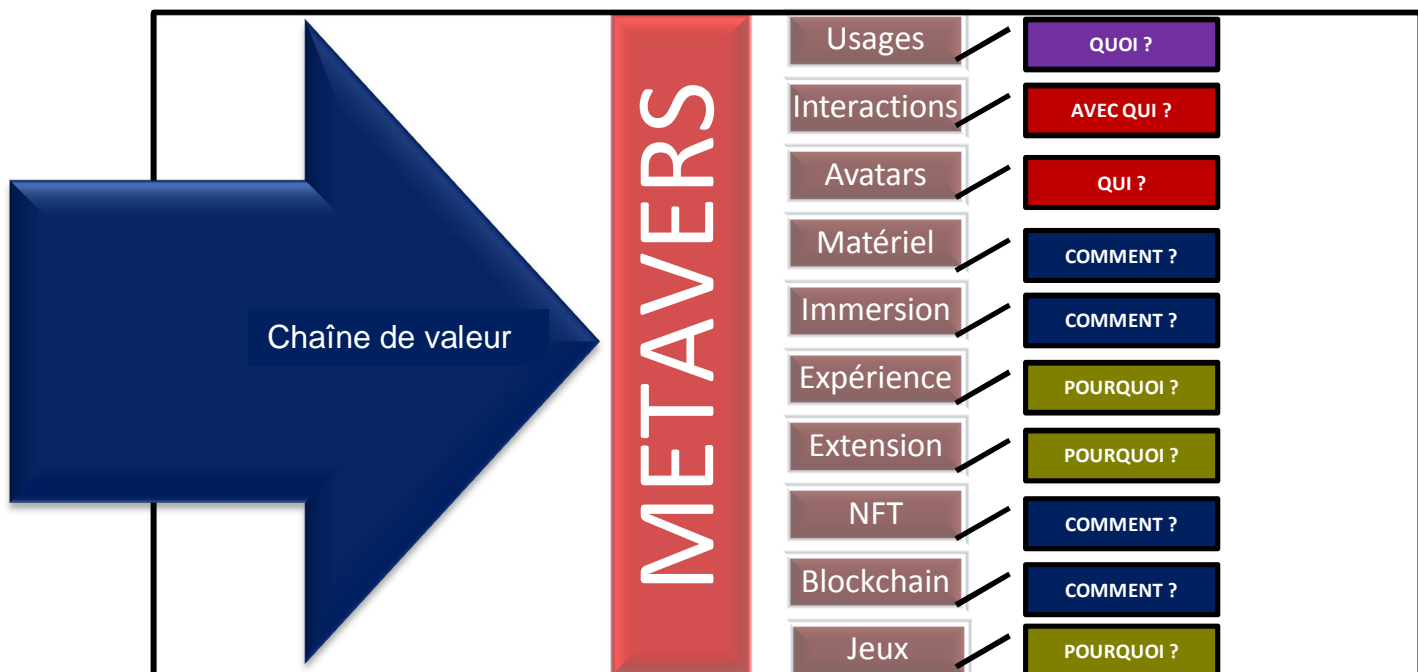 Chaîne de valeur
METAVERS
Usages
QUOI ?
Interactions
AVEC QUI ?
Avatars
QUI ?
Matériel
COMMENT ?
Immersion
COMMENT ?
Expérience
POURQUOI ?
Extension
POURQUOI ?
NFT
COMMENT ?
Blockchain
COMMENT ?
Jeux
POURQUOI ?